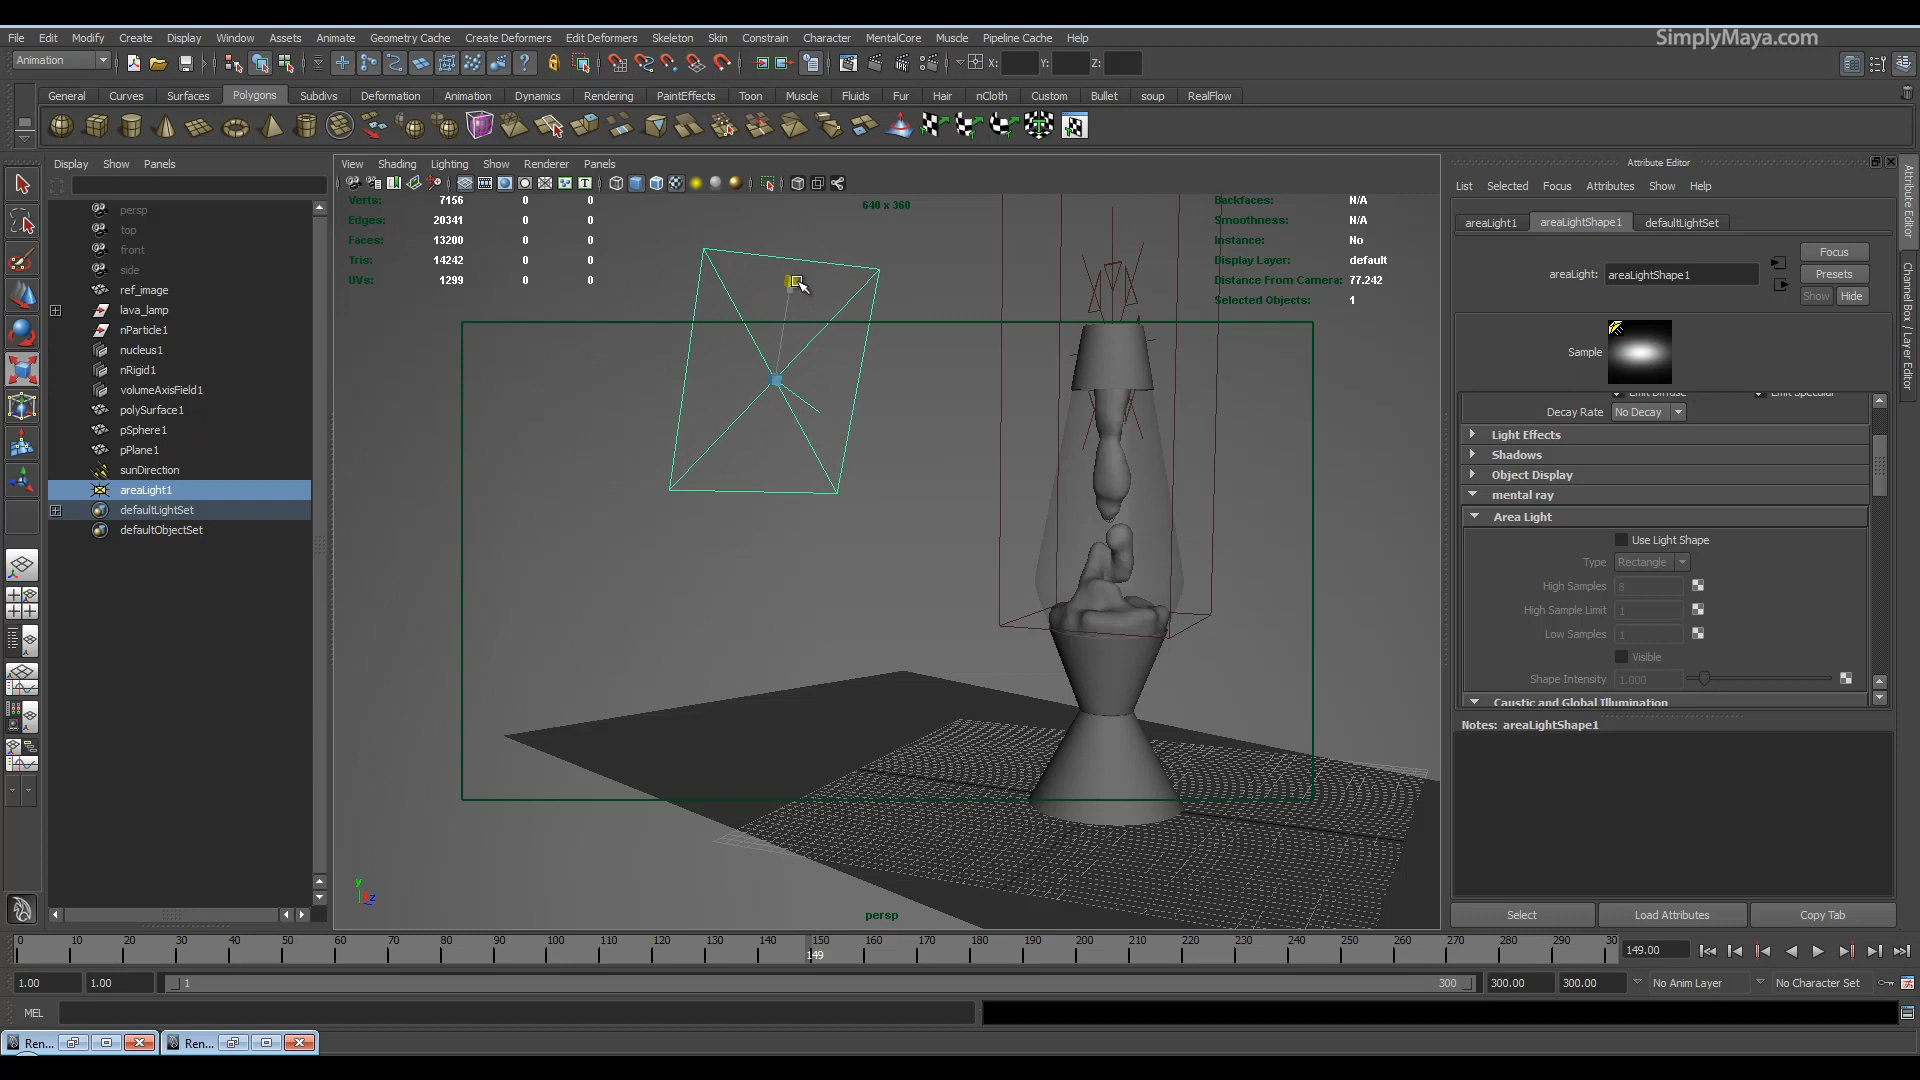 File Edit Modify Create Display Window Assets Animate Geometry Cache Create Deformers Edit Deformers Skeleton Skin Constrain Character MentalCore Muscle Pipeline Cache Help
SimplyMaya.com
Animation X: Y: Z:
General Curves Surfaces Polygons Subdivs Deformation Animation Dynamics Rendering PaintEffects Toon Muscle Fluids Fur Hair nCloth Custom Bullet soup RealFlow
Display Show Panels
View Shading Lighting Show Renderer Panels
Attribute Editor
List Selected Focus Attributes Show Help
areaLight1 areaLightShape1 defaultLightSet
areaLight: areaLightShape1
Focus
Presets
Show Hide
Sample
Decay Rate No Decay
Light Effects
Shadows
Object Display
mental ray
Area Light
Use Light Shape
Type Rectangle
High Samples 8
High Sample Limit 1
Low Samples 1
Visible
Shape Intensity 1.000
Caustic and Global Illumination
Notes: areaLightShape1
Select Load Attributes Copy Tab
Attribute Editor
Channel Box / Layer Editor
persp
top
front
side
ref_image
lava_lamp
nParticle1
nucleus1
nRigid1
volumeAxisField1
polySurface1
pSphere1
pPlane1
sunDirection
areaLight1
defaultLightSet
defaultObjectSet
Verts: 7156 0 0
Edges: 20341 0 0
Faces: 13200 0 0
Tris: 14242 0 0
UVs: 1299 0 0
640 x 360
Backfaces: N/A
Smoothness: N/A
Instance: No
Display Layer: default
Distance From Camera: 77.242
Selected Objects: 1
y
z
persp
0 10 20 30 40 50 60 70 80 90 100 110 120 130 140 150 160 170 180 190 200 210 220 230 240 250 260 270 280 290 30
149
149.00
1.00 1.00 1 300 300.00 300.00 No Anim Layer No Character Set
MEL
Ren... Ren...